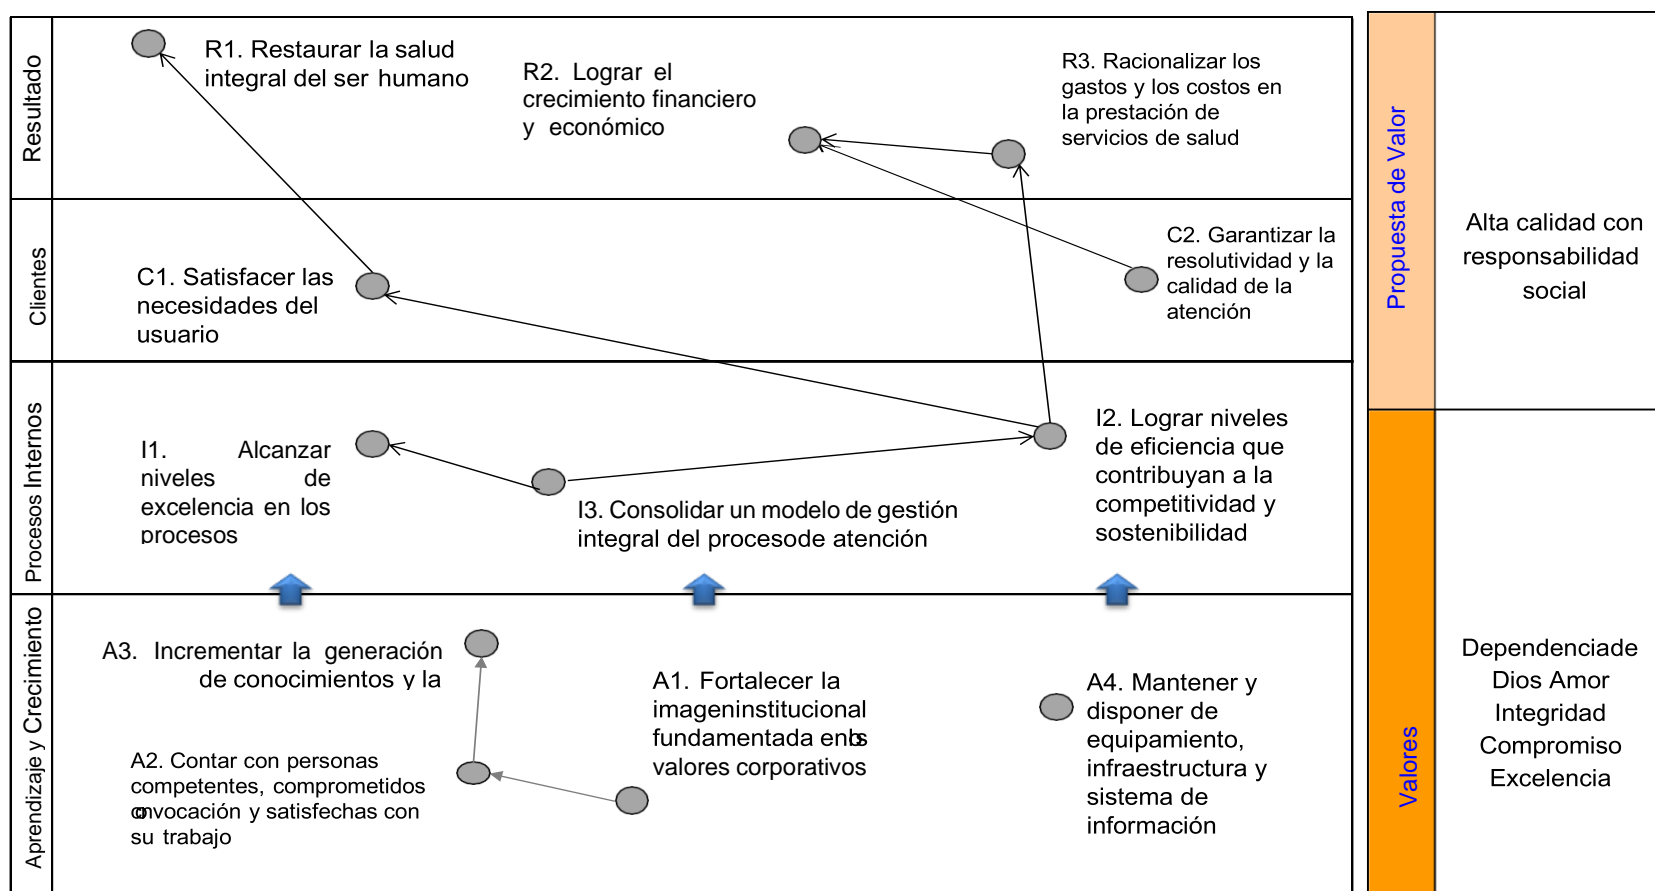 Resultado
R1. Restaurar la salud
integral del ser humano
R2. Lograr el
crecimiento financiero
y económico
R3. Racionalizar los
gastos y los costos en
la prestación de
servicios de salud
Clientes
C1. Satisfacer las
necesidades del
usuario
C2. Garantizar la
resolutividad y la
calidad de la
atención
Procesos Internos
I1. Alcanzar
niveles de
excelencia en los
procesos
I3. Consolidar un modelo de gestión
integral del procesode atención
I2. Lograr niveles
de eficiencia que
contribuyan a la
competitividad y
sostenibilidad
Aprendizaje y Crecimiento
A3. Incrementar la generación
de conocimientos y la
A2. Contar con personas
competentes, comprometidos
vocación y satisfechas con
su trabajo
A1. Fortalecer la
imageninstitucional
fundamentada
valores corporativos
A4. Mantener y
disponer de
equipamiento,
infraestructura y
sistema de
información
Propuesta de Valor
Alta calidad con
responsabilidad
social
Valores
Dependenciade
Dios Amor
Integridad
Compromiso
Excelencia